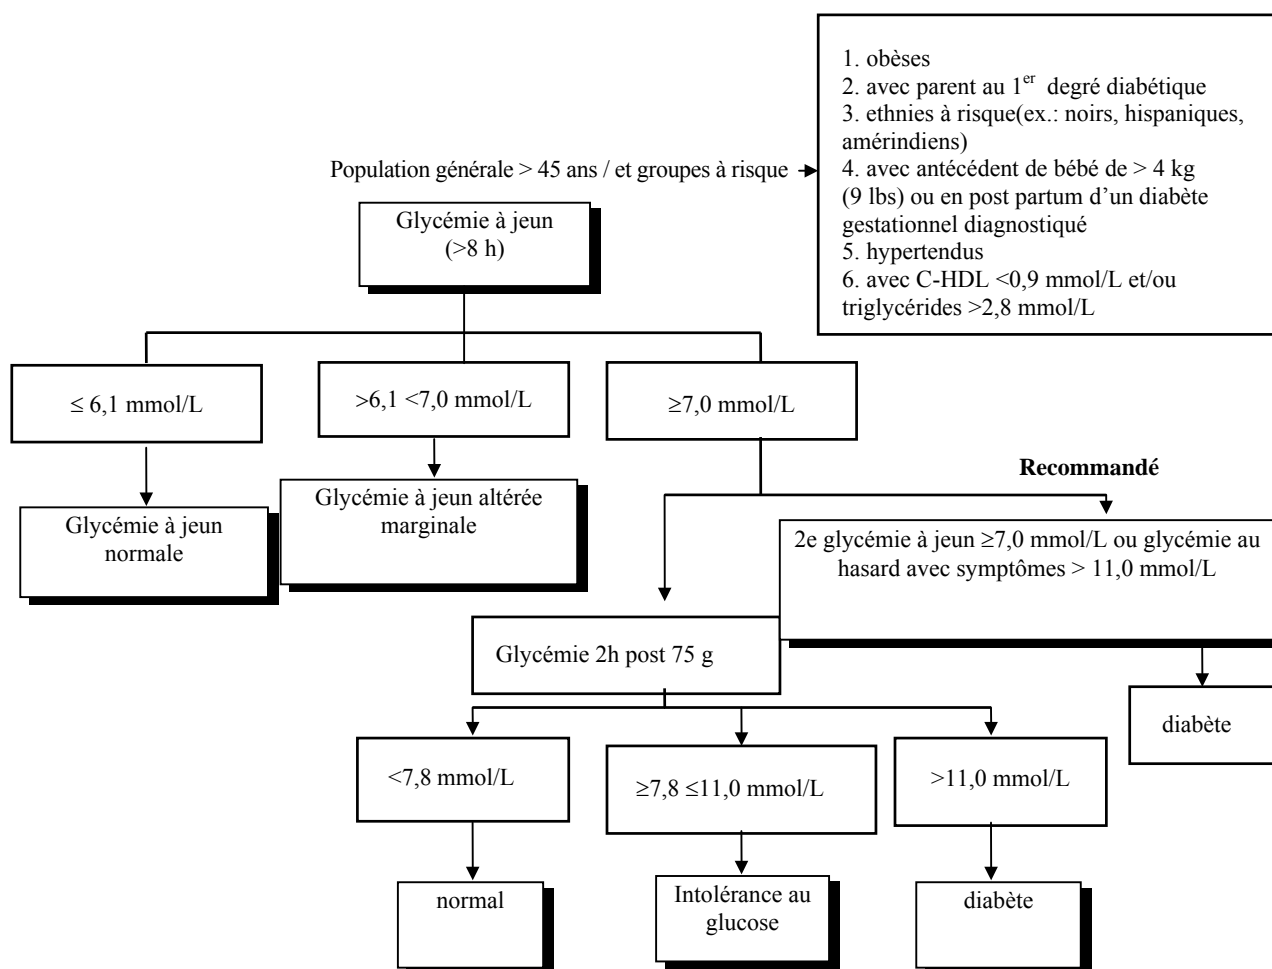 1. obèses
2. avec parent au 1er degré diabétique
3. ethnies à risque(ex.: noirs, hispaniques,
amérindiens)
4. avec antécédent de bébé de > 4 kg
(9 lbs) ou en post partum d’un diabète
gestationnel diagnostiqué
5. hypertendus
6. avec C-HDL <0,9 mmol/L et/ou
triglycérides >2,8 mmol/L
Population générale > 45 ans / et groupes à risque
Glycémie à jeun
(>8 h)
≤ 6,1 mmol/L
>6,1 <7,0 mmol/L
≥7,0 mmol/L
Recommandé
Glycémie à jeun
normale
Glycémie à jeun altérée
marginale
2e glycémie à jeun ≥7,0 mmol/L ou glycémie au
hasard avec symptômes > 11,0 mmol/L
Glycémie 2h post 75 g
diabète
<7,8 mmol/L
≥7,8 ≤11,0 mmol/L
>11,0 mmol/L
normal
Intolérance au
glucose
diabète